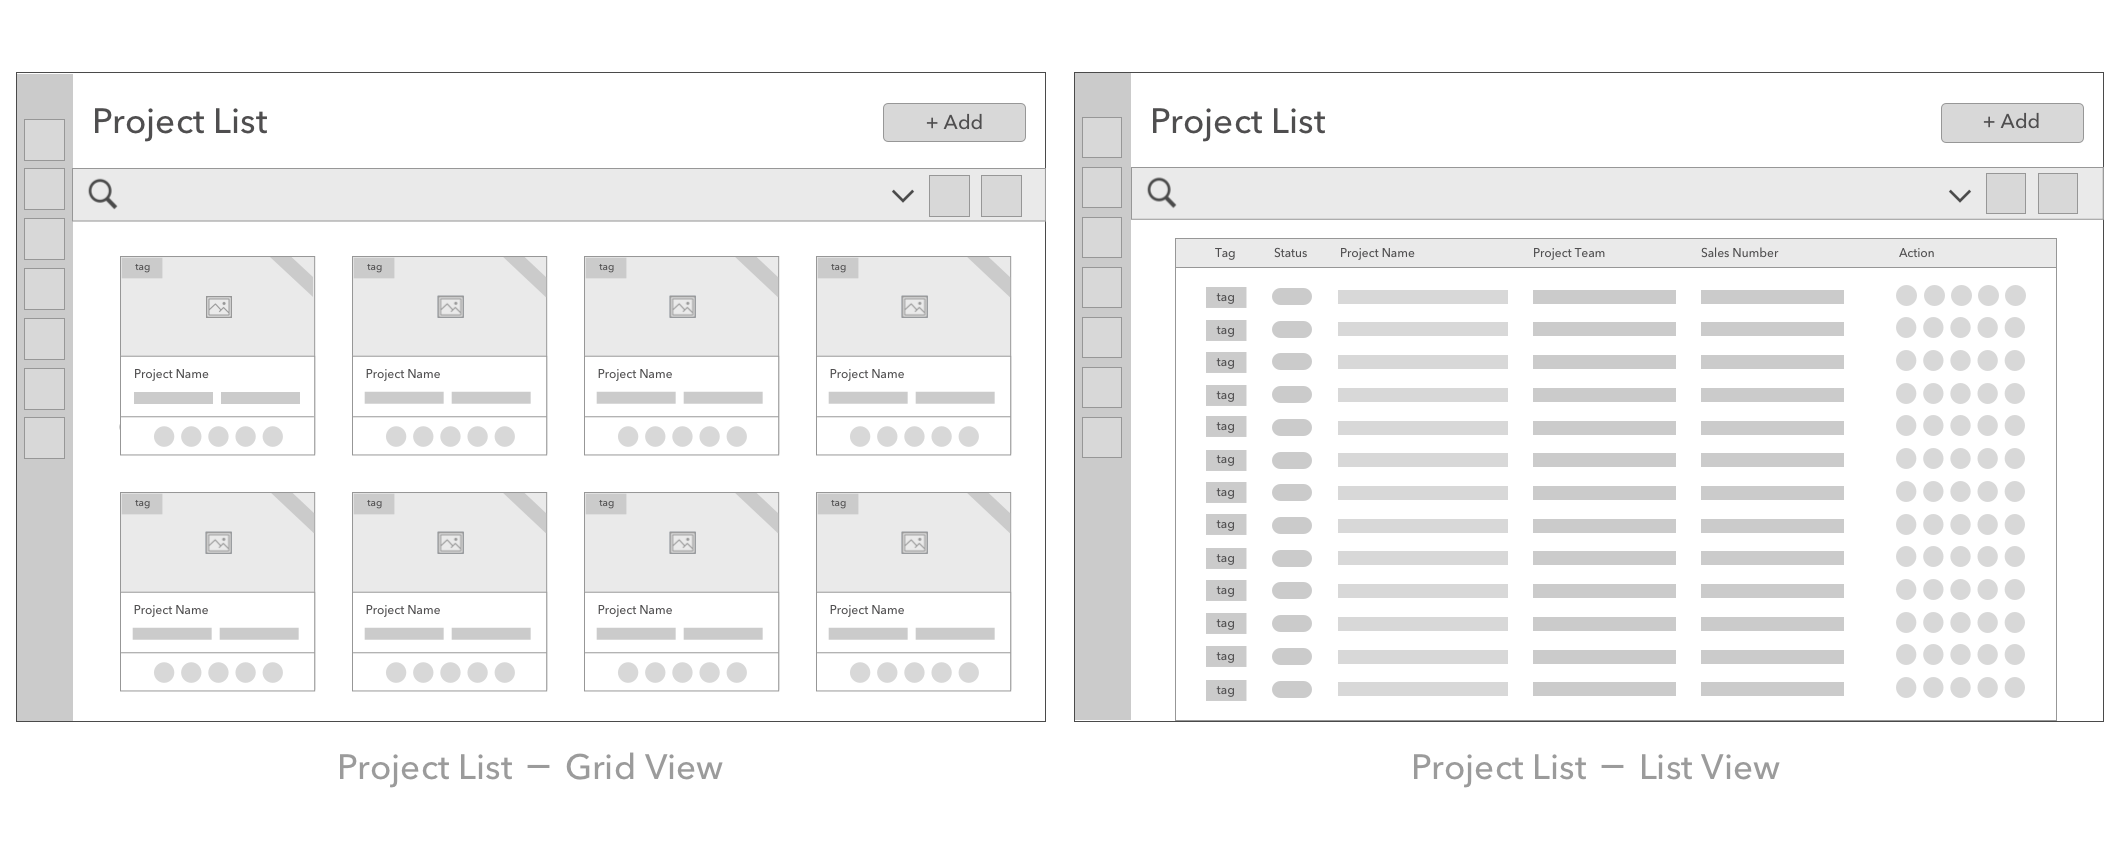 Project List
+ Add
tag tag tag tag
Project Name Project Name Project Name Project Name
tag tag tag tag
Project Name Project Name Project Name Project Name
Project List – Grid View
Project List
+ Add
Tag Status Project Name Project Team Sales Number Action
tag
tag
tag
tag
tag
tag
tag
tag
tag
tag
tag
tag
tag
Project List – List View